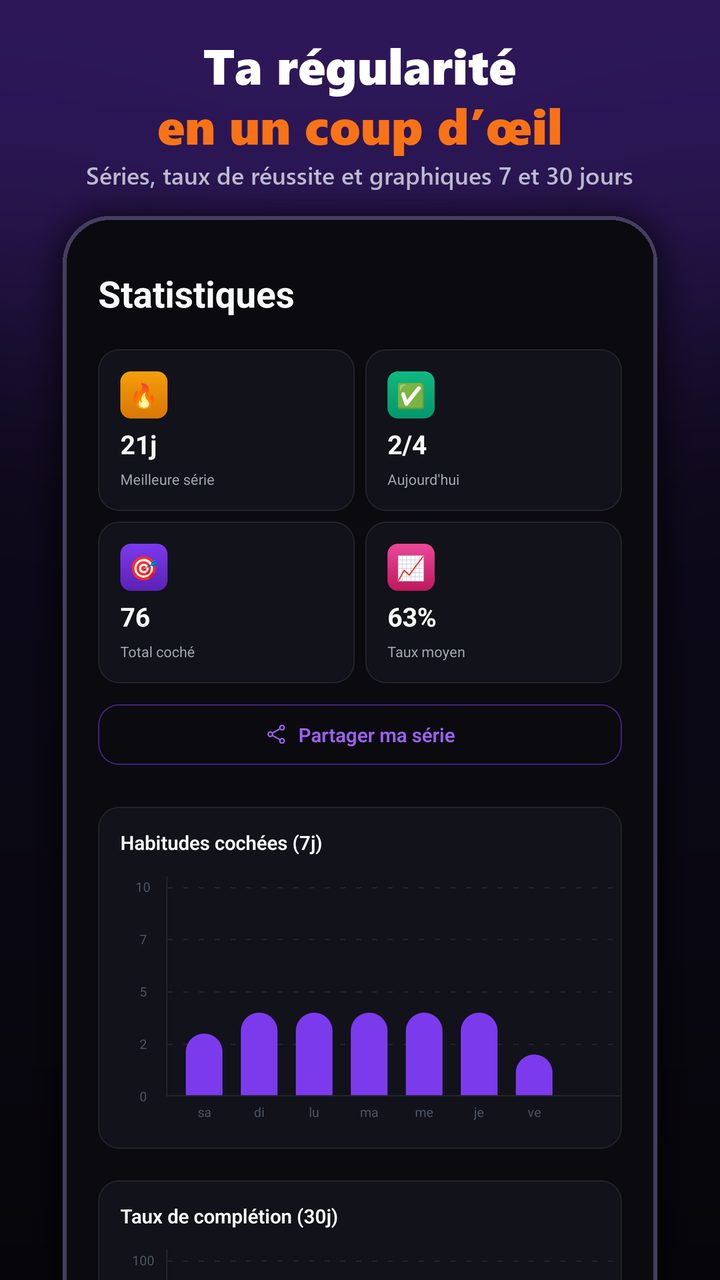 Ta régularité
en un coup d’œil
Séries, taux de réussite et graphiques 7 et 30 jours
Statistiques
21j
Meilleure série
2/4
Aujourd'hui
76
Total coché
63%
Taux moyen
Partager ma série
Habitudes cochées (7j)
10
7
5
2
0
sa di lu ma me je ve
Taux de complétion (30j)
100